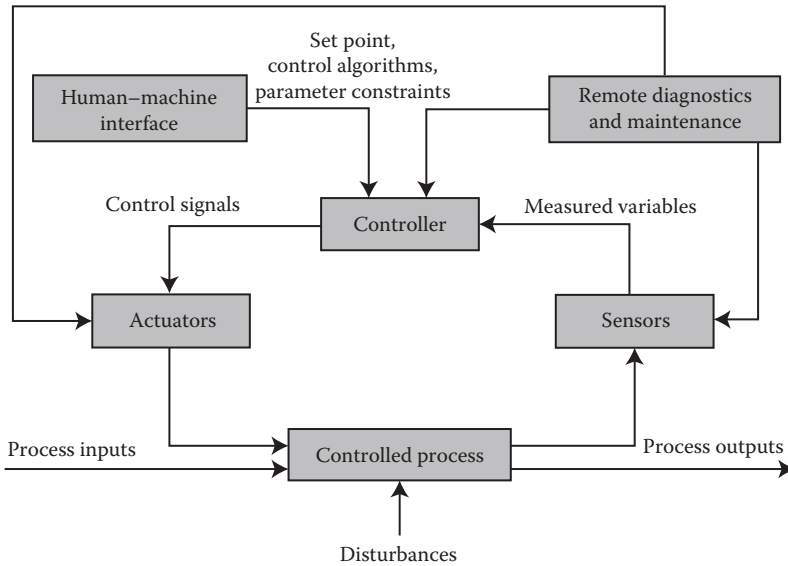 Set point,
control algorithms,
parameter constraints
Human–machine
interface
Remote diagnostics
and maintenance
Control signals
Controller
Measured variables
Actuators
Sensors
Process inputs
Controlled process
Process outputs
Disturbances